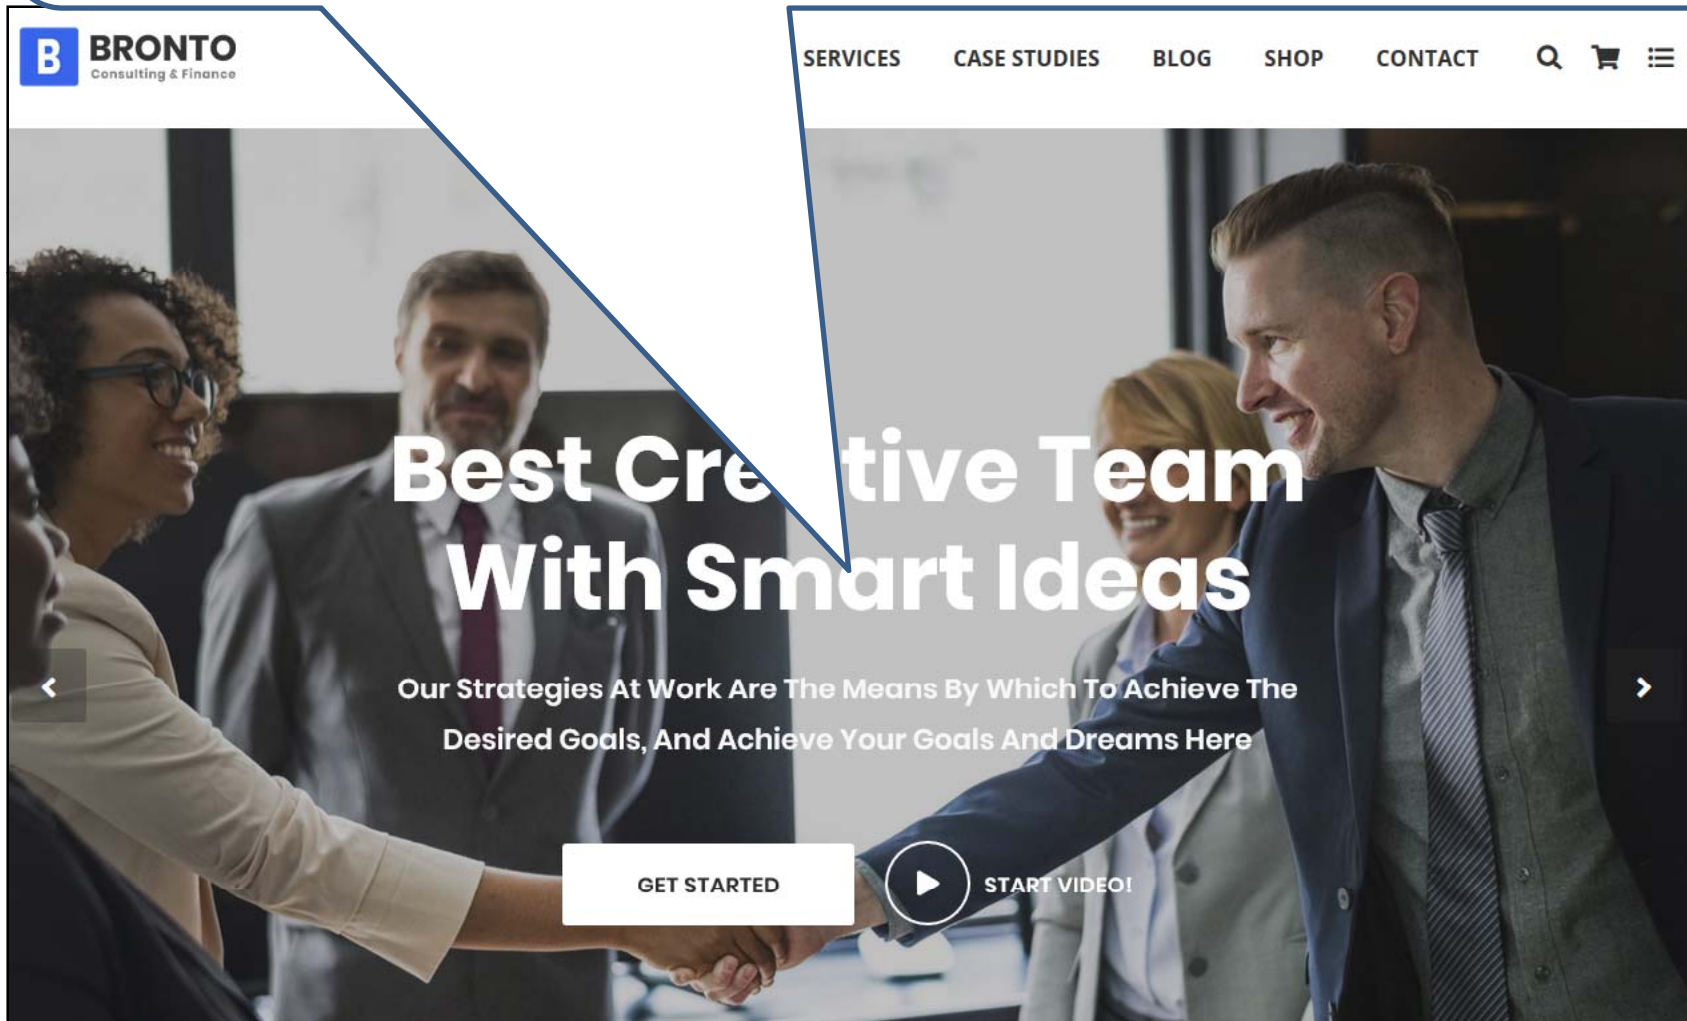 B BRONTO
Consulting & Finance
SERVICES CASE STUDIES BLOG SHOP CONTACT
Best Cre tive Team
With Smart Ideas
Our Strategies At Work Are The Means By Which To Achieve The
Desired Goals, And Achieve Your Goals And Dreams Here
GET STARTED START VIDEO!